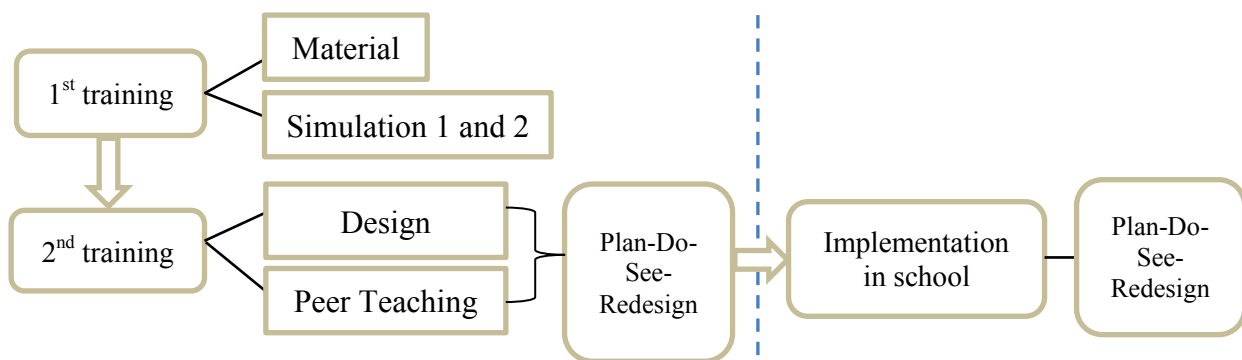 1st training
Material
Simulation 1 and 2
2nd training
Design
Peer Teaching
Plan-Do-
See-
Redesign
Implementation
in school
Plan-Do-
See-
Redesign